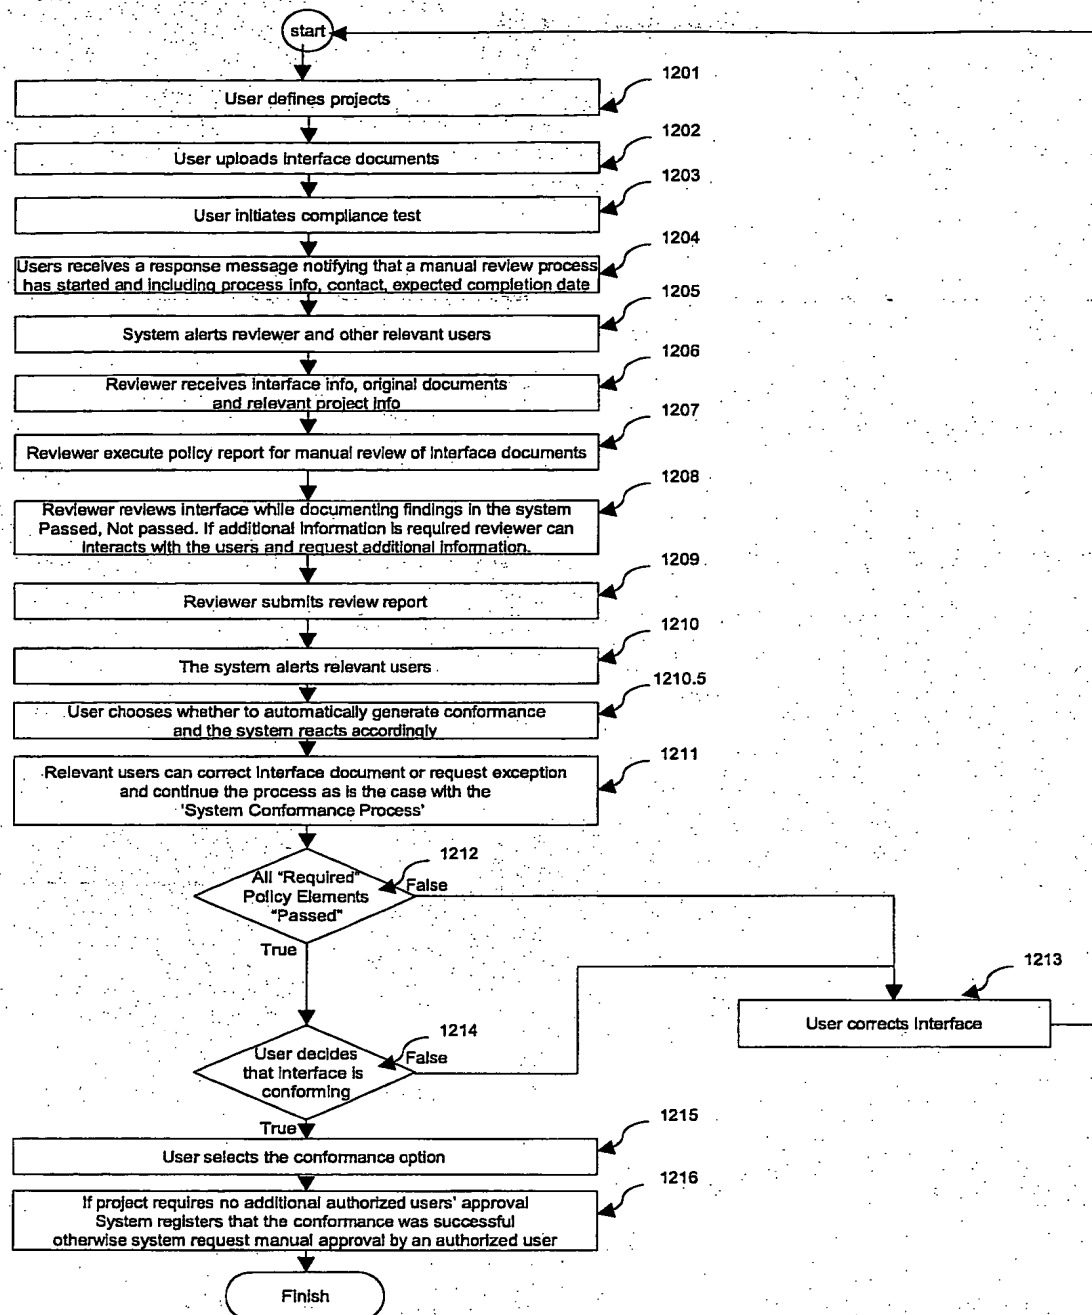 start
1201
User defines projects
1202
User uploads interface documents
1203
User initiates compliance test
1204
Users receives a response message notifying that a manual review process
has started and including process info, contact, expected completion date
1205
System alerts reviewer and other relevant users
1206
Reviewer receives interface info, original documents
and relevant project info
1207
Reviewer execute policy report for manual review of interface documents
1208
Reviewer reviews interface while documenting findings in the system
Passed, Not passed. If additional information is required reviewer can
interacts with the users and request additional information.
1209
Reviewer submits review report
1210
The system alerts relevant users
1210.5
User chooses whether to automatically generate conformance
and the system reacts accordingly
1211
Relevant users can correct interface document or request exception
and continue the process as is the case with the
'System Conformance Process'
1212
All "Required"
Policy Elements
"Passed"
False
True
1213
User corrects interface
1214
User decides
that interface is
conforming
False
True
1215
User selects the conformance option
1216
If project requires no additional authorized users' approval
System registers that the conformance was successful
otherwise system request manual approval by an authorized user
Finish